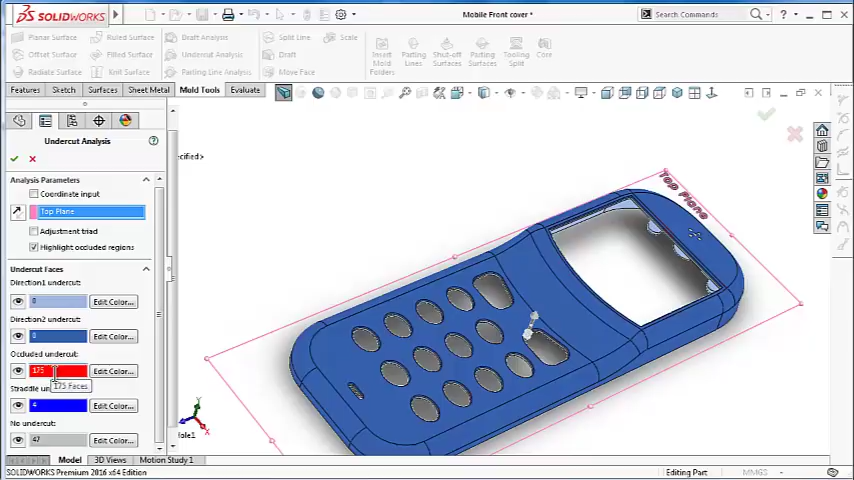 SOLIDWORKS
Mobile Front cover *
Search Commands
Planar Surface
Ruled Surface
Draft Analysis
Split Line
Scale
Offset Surface
Filled Surface
Undercut Analysis
Draft
Radiate Surface
Knit Surface
Parting Line Analysis
Move Face
Insert Mold Folders
Parting Lines
Shut-off Surfaces
Parting Surfaces
Tooling Split
Core
Features
Sketch
Surfaces
Sheet Metal
Mold Tools
Evaluate
Undercut Analysis
ecified>
Analysis Parameters
Coordinate input
Top Plane
Adjustment triad
Highlight occluded regions
Undercut Faces
Direction1 undercut:
0
Edit Color...
Direction2 undercut:
0
Edit Color...
Occluded undercut:
175
Edit Color...
175 Faces
Straddle un
4
Edit Color...
No undercut:
47
Edit Color...
Top Plane
Hole1
X
Model
3D Views
Motion Study 1
SOLIDWORKS Premium 2016 x64 Edition
Editing Part
MMGS